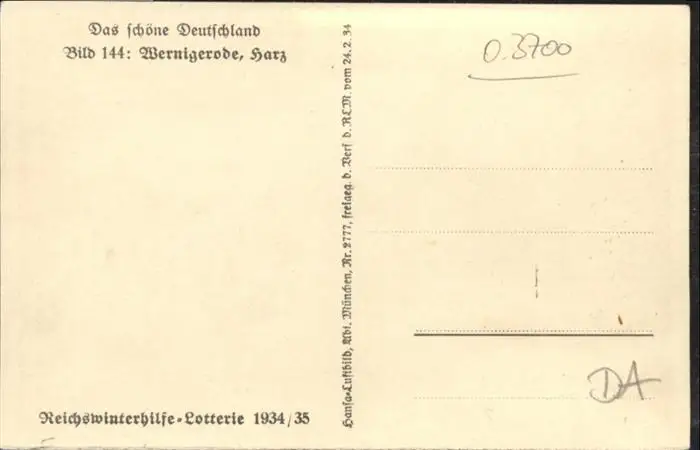 Das schöne Deutschland
Bild 144: Wernigerode, Harz
Reichswinterhilfe-Lotterie 1934/35
Hansa-Luftbild, Abt. München, Nr. 2777, freigeg. d. Verf d. RLM. vom 24. 2. 34
0.3700
DA